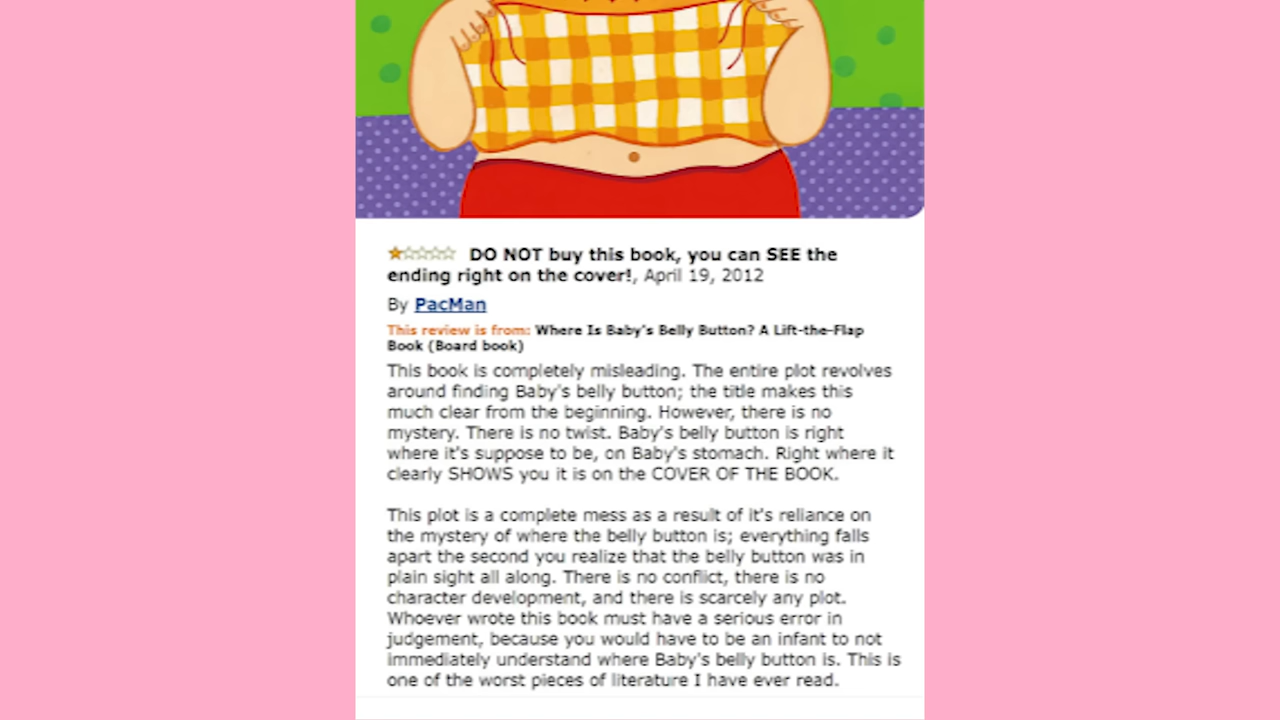 DO NOT buy this book, you can SEE the
ending right on the cover!, April 19, 2012
By PacMan
This review is from: Where Is Baby's Belly Button? A Lift-the-Flap
Book (Board book)
This book is completely misleading. The entire plot revolves
around finding Baby's belly button; the title makes this
much clear from the beginning. However, there is no
mystery. There is no twist. Baby's belly button is right
where it's suppose to be, on Baby's stomach. Right where it
clearly SHOWS you it is on the COVER OF THE BOOK.
This plot is a complete mess as a result of it's reliance on
the mystery of where the belly button is; everything falls
apart the second you realize that the belly button was in
plain sight all along. There is no conflict, there is no
character development, and there is scarcely any plot.
Whoever wrote this book must have a serious error in
judgement, because you would have to be an infant to not
immediately understand where Baby's belly button is. This is
one of the worst pieces of literature I have ever read.